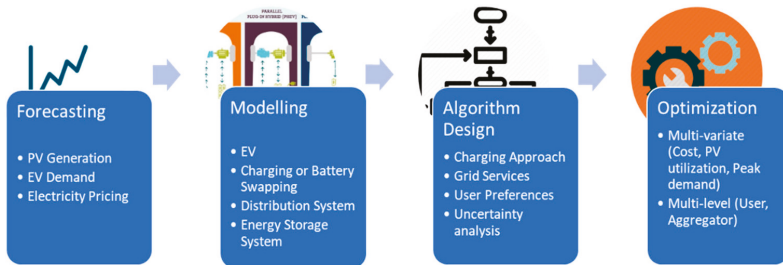 PARALLEL
PLUG-IN HYBRID (PHEV)
Forecasting
• PV Generation
• EV Demand
• Electricity Pricing
Modelling
• EV
• Charging or Battery
Swapping
• Distribution System
• Energy Storage
System
Algorithm
Design
• Charging Approach
• Grid Services
• User Preferences
• Uncertainty
analysis
Optimization
• Multi-variate
(Cost, PV
utilization, Peak
demand)
• Multi-level (User,
Aggregator)